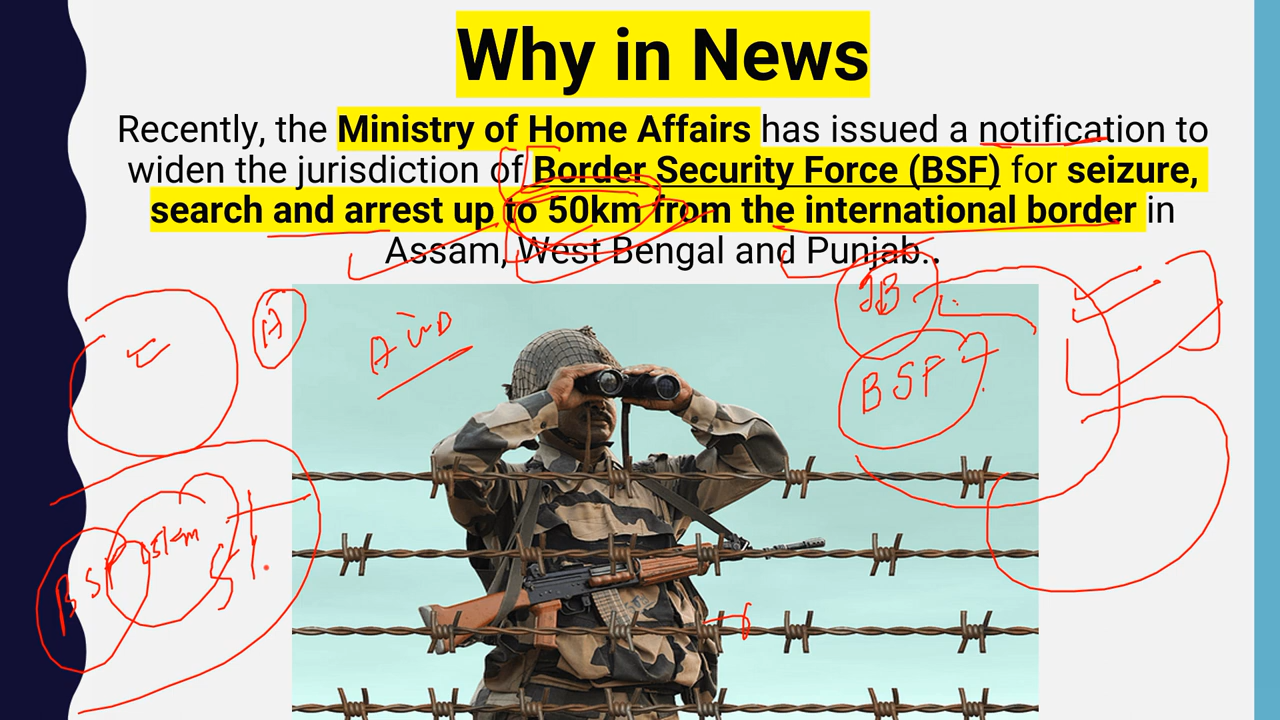 Why in News
Recently, the Ministry of Home Affairs has issued a notification to
widen the jurisdiction of Border Security Force (BSF) for seizure,
search and arrest up to 50km from the international border in
Assam, West Bengal and Punjab..
IB
BSF
BSF